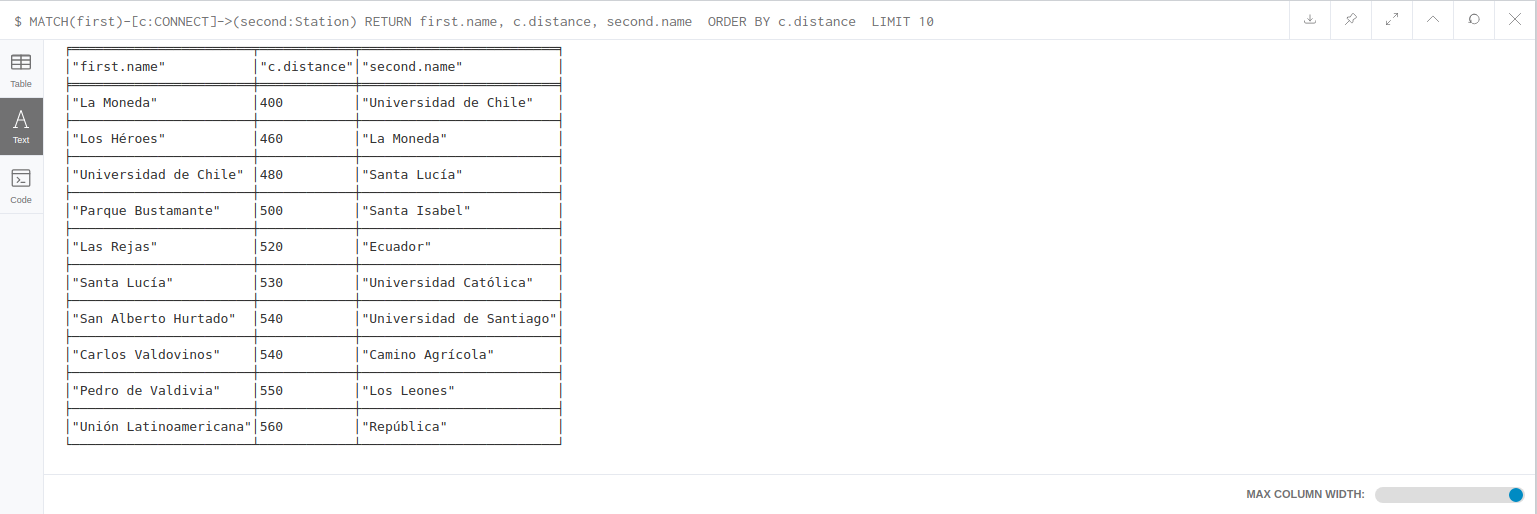 $ MATCH(first)-[c:CONNECT]->(second:Station) RETURN first.name, c.distance, second.name  ORDER BY c.distance  LIMIT 10
"first.name" "c.distance" "second.name"
"La Moneda" 400 "Universidad de Chile"
"Los Héroes" 460 "La Moneda"
"Universidad de Chile" 480 "Santa Lucía"
"Parque Bustamante" 500 "Santa Isabel"
"Las Rejas" 520 "Ecuador"
"Santa Lucía" 530 "Universidad Católica"
"San Alberto Hurtado" 540 "Universidad de Santiago"
"Carlos Valdovinos" 540 "Camino Agrícola"
"Pedro de Valdivia" 550 "Los Leones"
"Unión Latinoamericana" 560 "República"
Table
Text
Code
MAX COLUMN WIDTH: